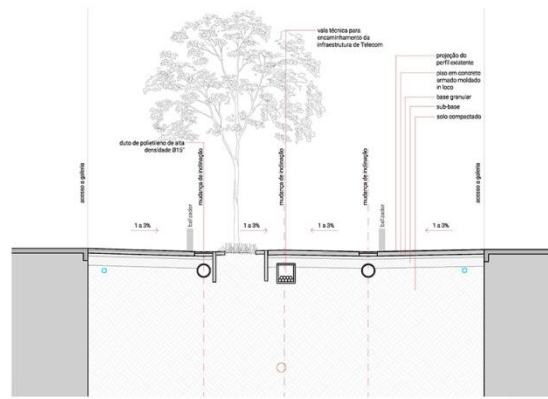 vala técnica para
encaminhamento da
infraestrutura de Telecom
projeção do
perfil existente
piso em concreto
armado moldado
in loco
base granular
sub-base
solo compactado
duto de polietileno de alta
densidade Ø15"
acesso a galeria
mudança de inclinação
mudança de inclinação
mudança de inclinação
acesso a galeria
balizador
balizador
1 a 3%
1 a 3%
1 a 3%
1 a 3%